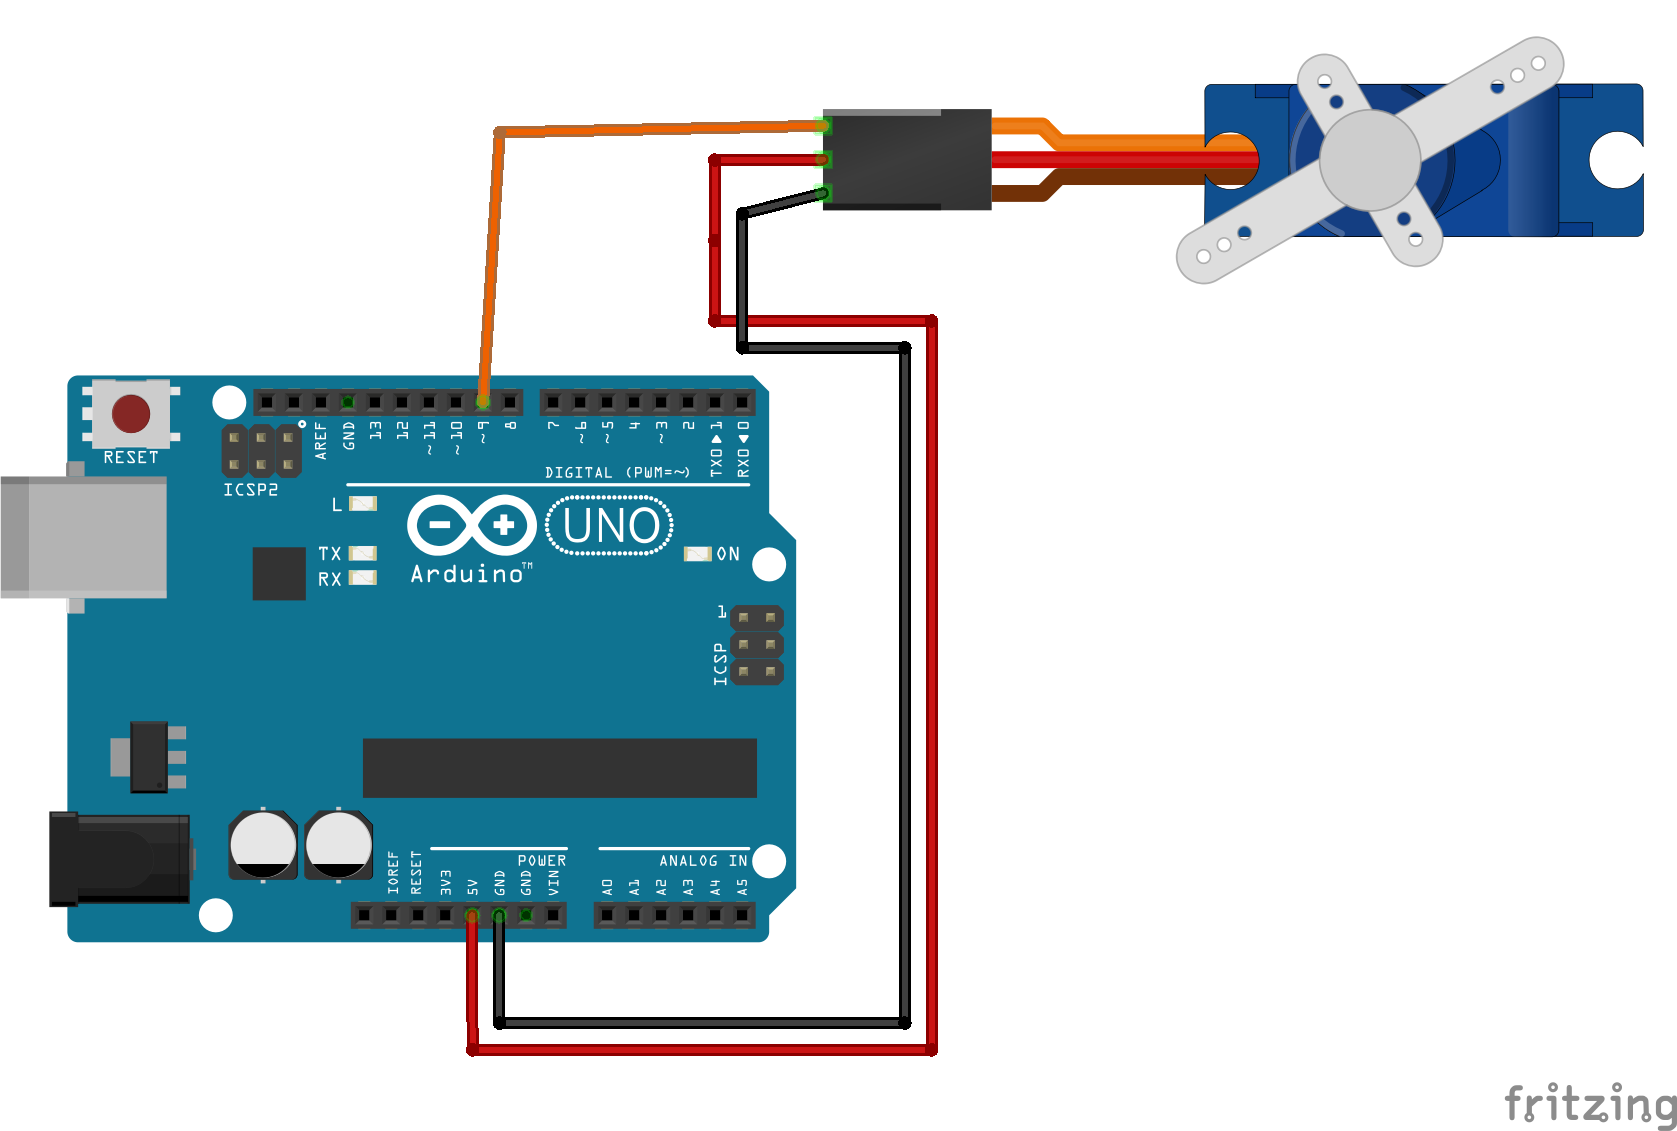 RESET
ICSP2
AREF
GND
13
12
~11
~10
~9
8
7
~6
~5
4
~3
2
TX0▶1
RX0◀0
DIGITAL (PWM=~)
L
TX
RX
UNO
Arduino™
ON
1
ICSP
POWER
ANALOG IN
IOREF
RESET
3V3
5V
GND
GND
VIN
A0
A1
A2
A3
A4
A5
fritzing